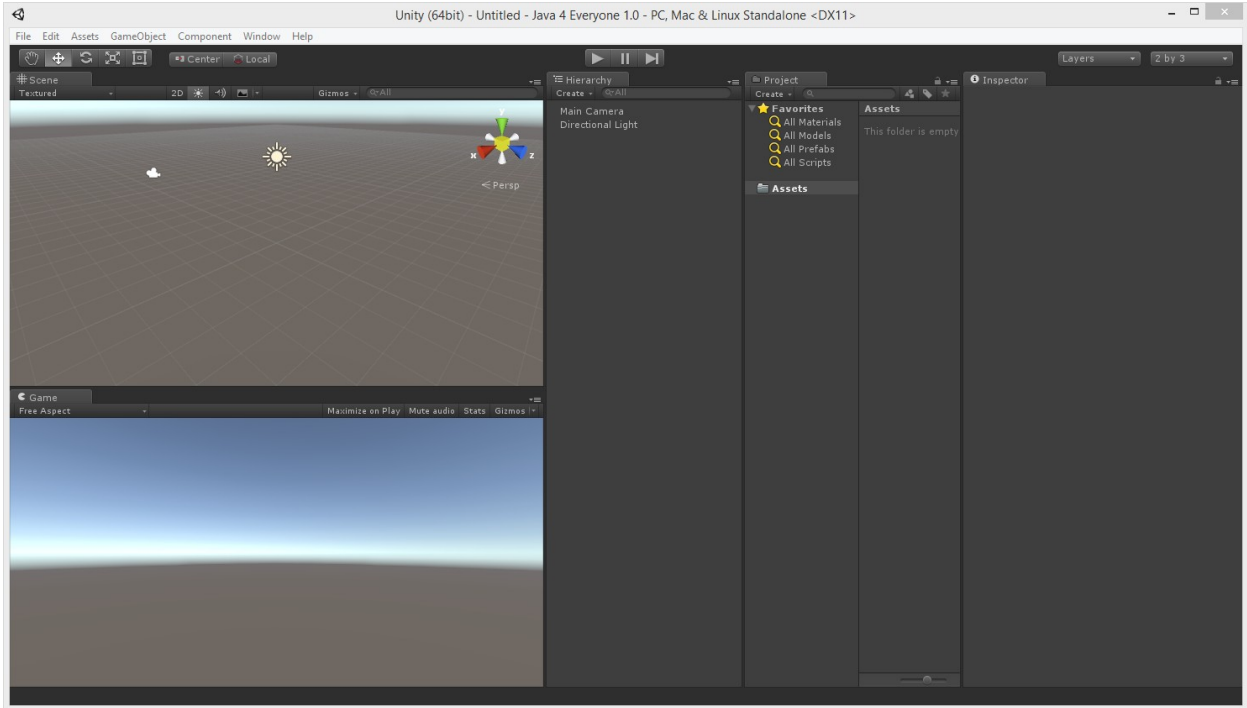 Unity (64bit) - Untitled - Java 4 Everyone 1.0 - PC, Mac & Linux Standalone <DX11>
File Edit Assets GameObject Component Window Help
Center Local Layers 2 by 3
Scene
Textured 2D Gizmos All
y
x z
Persp
Game
Free Aspect Maximize on Play Mute audio Stats Gizmos
Hierarchy
Create All
Main Camera
Directional Light
Project
Create
Favorites
All Materials
All Models
All Prefabs
All Scripts
Assets
Assets
This folder is empty
Inspector